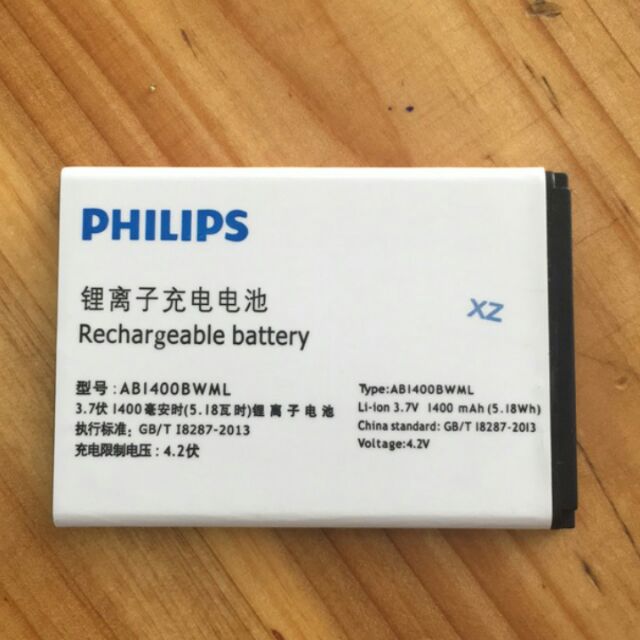 PHILIPS
锂离子充电电池
Rechargeable battery
XZ
型号: AB1400BWML
3.7伏 1400毫安时(5.18瓦时)锂离子电池
执行标准: GB/T 18287-2013
充电限制电压: 4.2伏
Type: AB1400BWML
Li-ion 3.7V 1400 mAh (5.18Wh)
China standard: GB/T 18287-2013
Voltage:4.2V